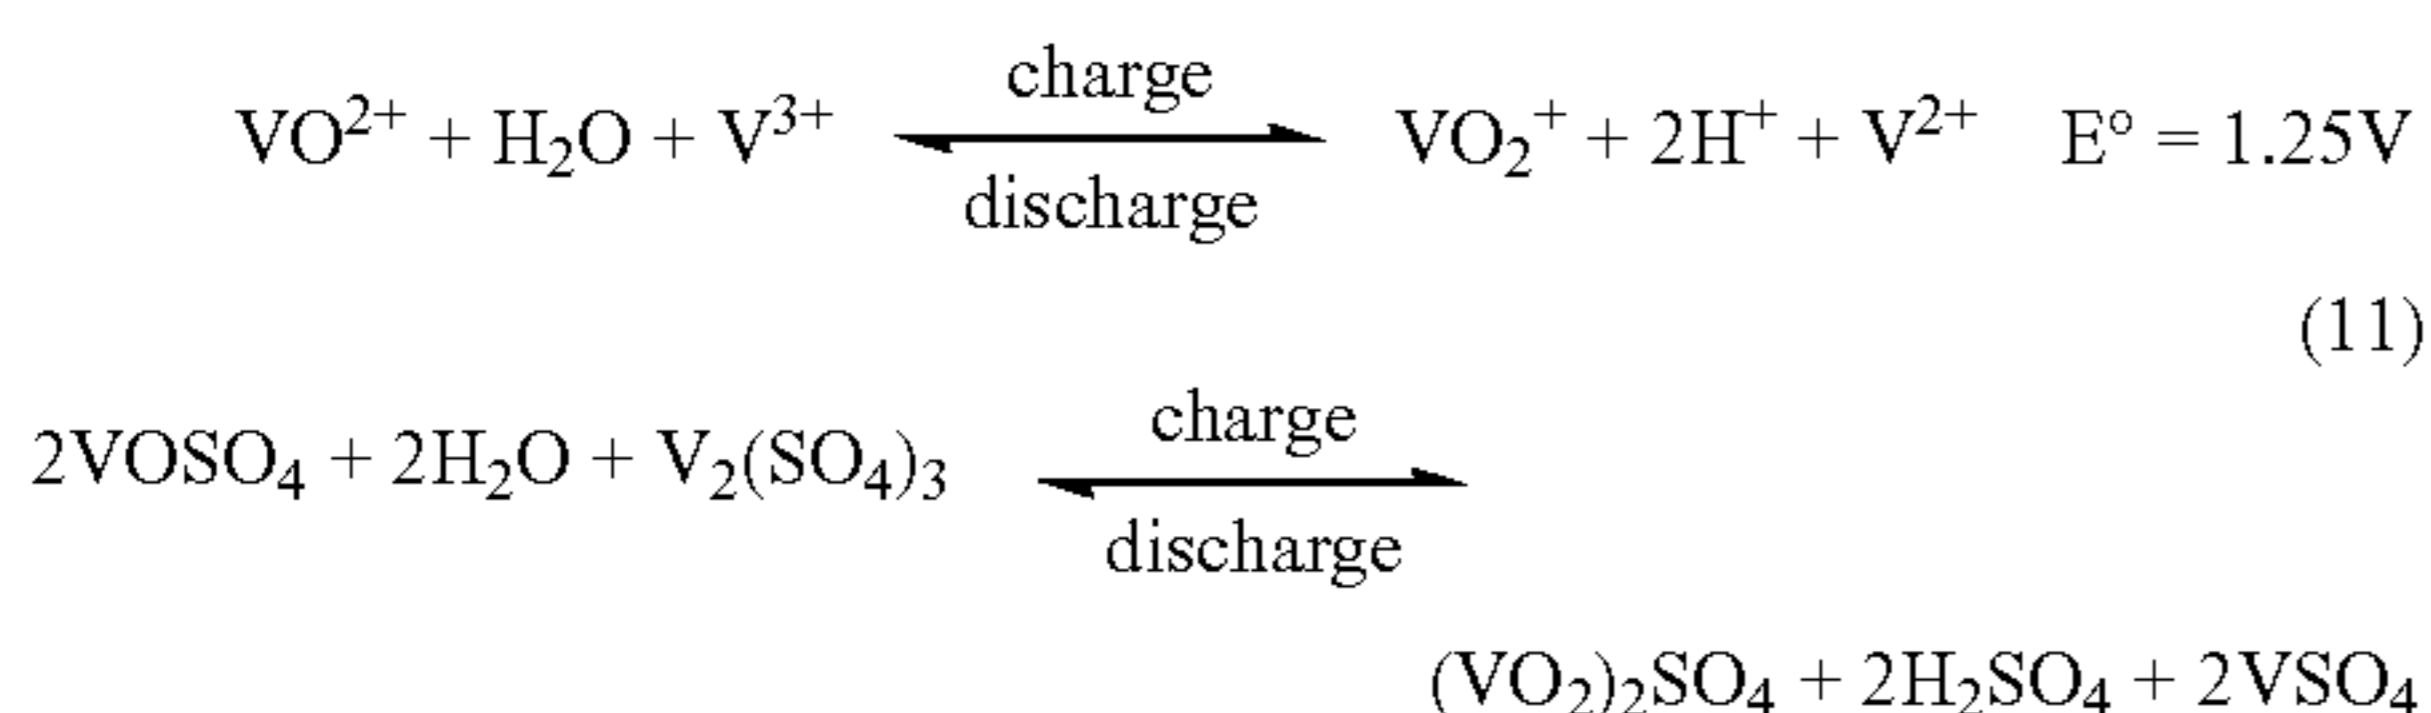 charge
VO²⁺ + H₂O + V³⁺ ⇌ VO₂⁺ + 2H⁺ + V²⁺ E° = 1.25V
discharge
(11)
charge
2VOSO₄ + 2H₂O + V₂(SO₄)₃ ⇌
discharge
(VO₂)₂SO₄ + 2H₂SO₄ + 2VSO₄